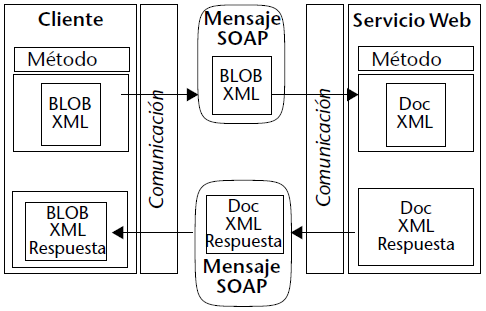 Cliente
Método
BLOB
XML
BLOB
XML
Respuesta
Comunicación
Mensaje
SOAP
BLOB
XML
Doc
XML
Respuesta
Mensaje
SOAP
Comunicación
Servicio Web
Método
Doc
XML
Doc
XML
Respuesta